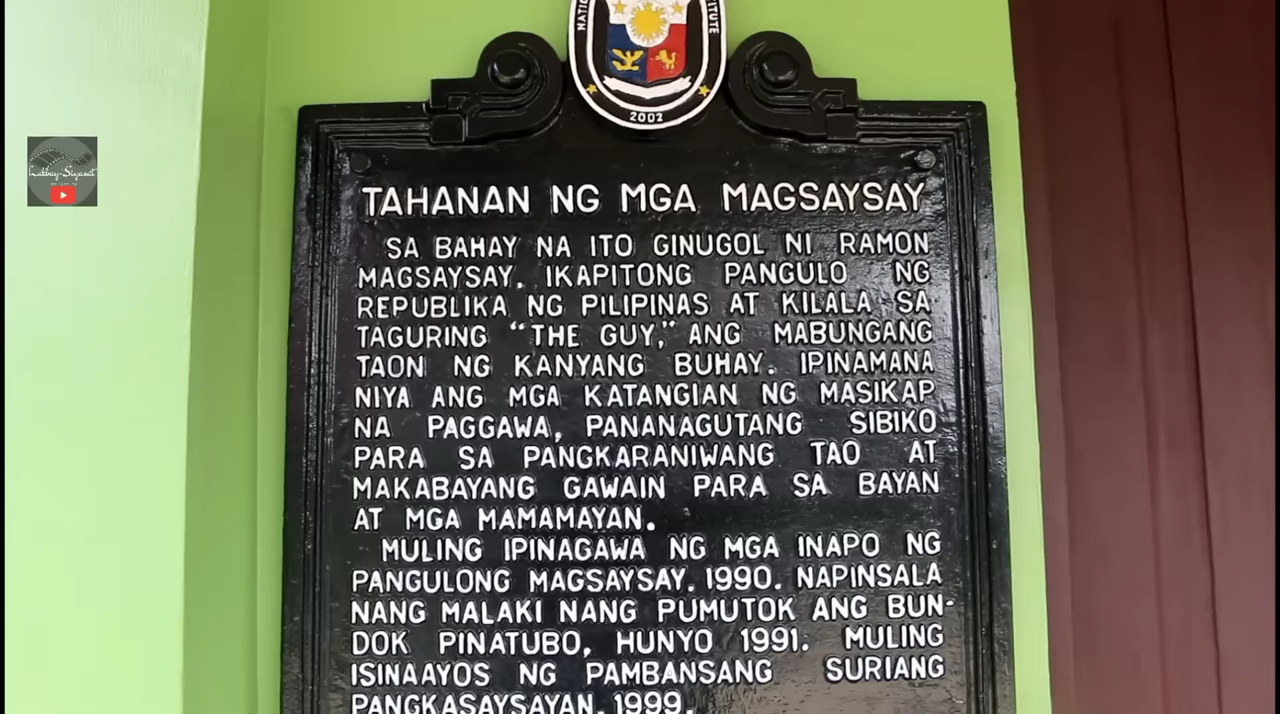 NATIO
ITUTE
2002
Lakbay-Siyasat
TAHANAN NG MGA MAGSAYSAY
SA BAHAY NA ITO GINUGOL NI RAMON
MAGSAYSAY, IKAPITONG PANGULO NG
REPUBLIKA NG PILIPINAS AT KILALA SA
TAGURING “THE GUY,” ANG MABUNGANG
TAON NG KANYANG BUHAY. IPINAMANA
NIYA ANG MGA KATANGIAN NG MASIKAP
NA PAGGAWA, PANANAGUTANG SIBIKO
PARA SA PANGKARANIWANG TAO AT
MAKABAYANG GAWAIN PARA SA BAYAN
AT MGA MAMAMAYAN.
MULING IPINAGAWA NG MGA INAPO NG
PANGULONG MAGSAYSAY, 1990. NAPINSALA
NANG MALAKI NANG PUMUTOK ANG BUN-
DOK PINATUBO, HUNYO 1991. MULING
ISINAAYOS NG PAMBANSANG SURIANG
PANGKASAYSAYAN, 1999.